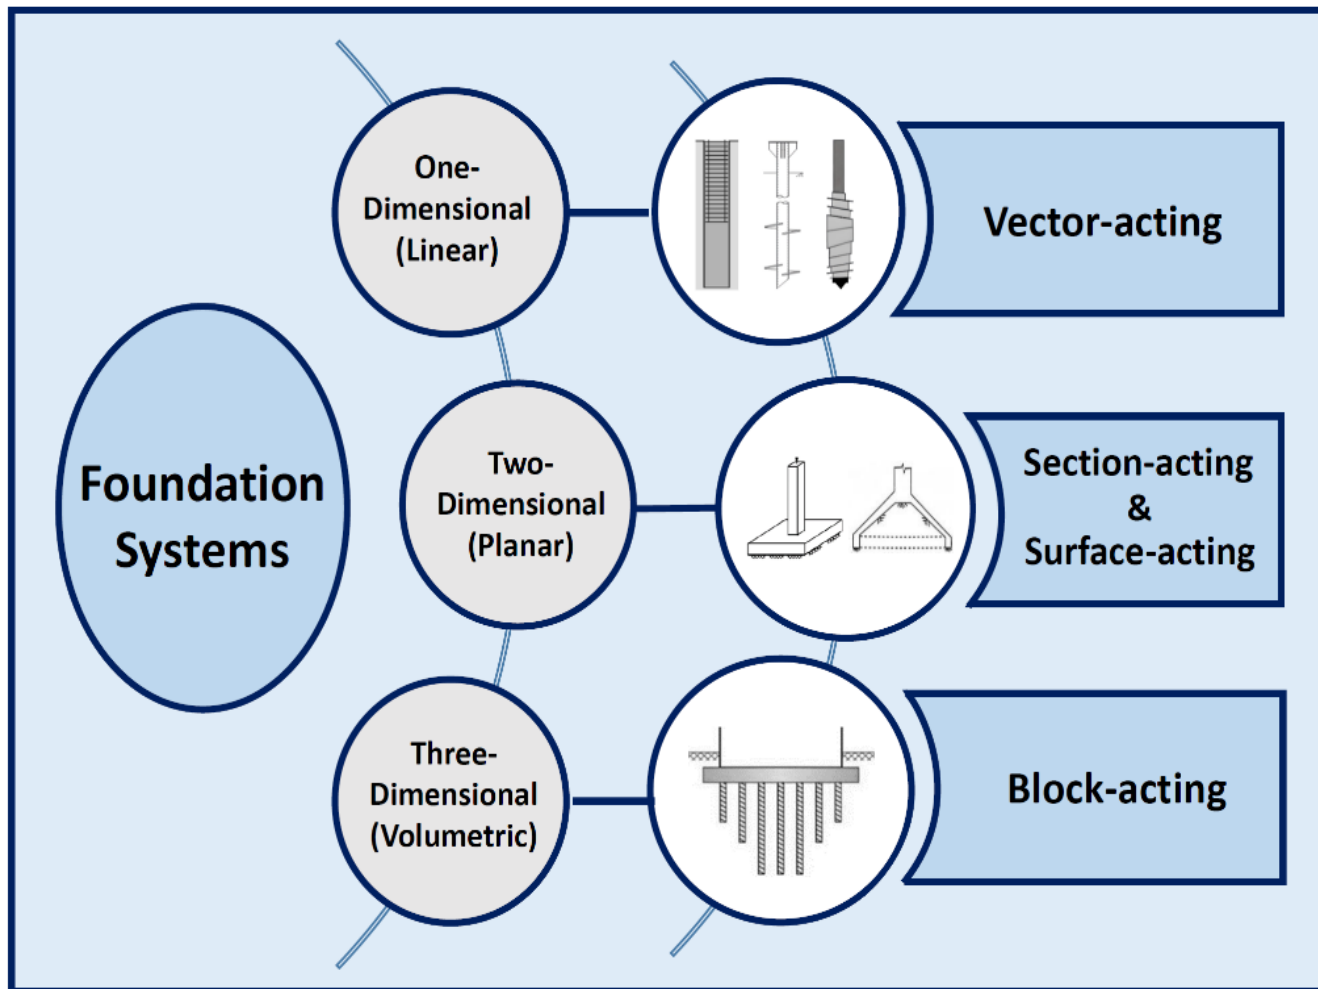 Foundation
Systems
One-
Dimensional
(Linear)
Vector-acting
Two-
Dimensional
(Planar)
Section-acting
&
Surface-acting
Three-
Dimensional
(Volumetric)
Block-acting